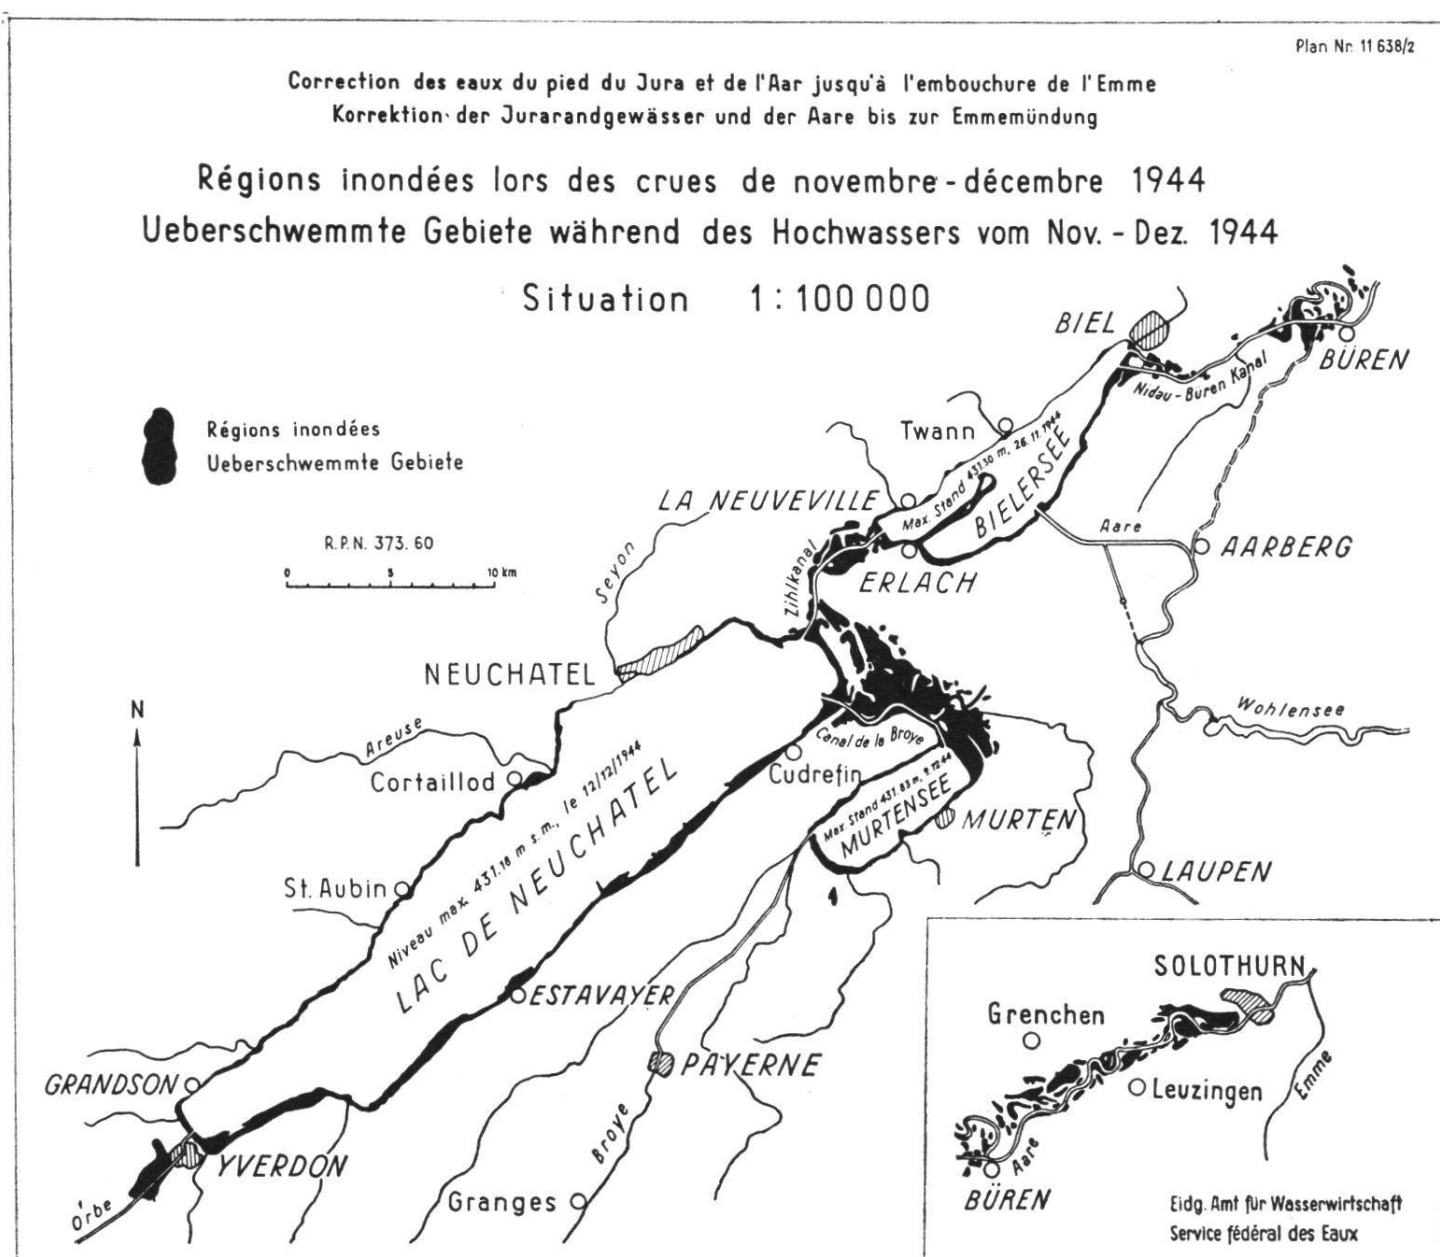 Plan Nr. 11 638/2
Correction des eaux du pied du Jura et de l'Aar jusqu'à l'embouchure de l'Emme
Korrektion der Jurarandgewässer und der Aare bis zur Emmemündung
Régions inondées lors des crues de novembre - décembre 1944
Ueberschwemmte Gebiete während des Hochwassers vom Nov. - Dez. 1944
Situation 1 : 100 000
BIEL
BÜREN
Nidau - Büren Kanal
Régions inondées
Ueberschwemmte Gebiete
Twann
Max. Stand 431.30 m, 26.11.1944
BIELERSEE
LA NEUVEVILLE
Aare
AARBERG
R.P.N. 373.60
0 5 10 km
Seyon
Zihlkanal
ERLACH
NEUCHATEL
N
Areuse
Wohlensee
Canal de la Broye
Cortaillod
Cudrefin
Niveau max. 431.18 m s.m., le 12/12/1944
LAC DE NEUCHATEL
Max. Stand 431.83 m, 9.12.44
MURTENSEE
MURTEN
St. Aubin
LAUPEN
ESTAVAYER
SOLOTHURN
Grenchen
Leuzingen
Emme
Aare
BÜREN
GRANDSON
PAYERNE
Broye
YVERDON
Orbe
Granges
Eidg. Amt für Wasserwirtschaft
Service fédéral des Eaux